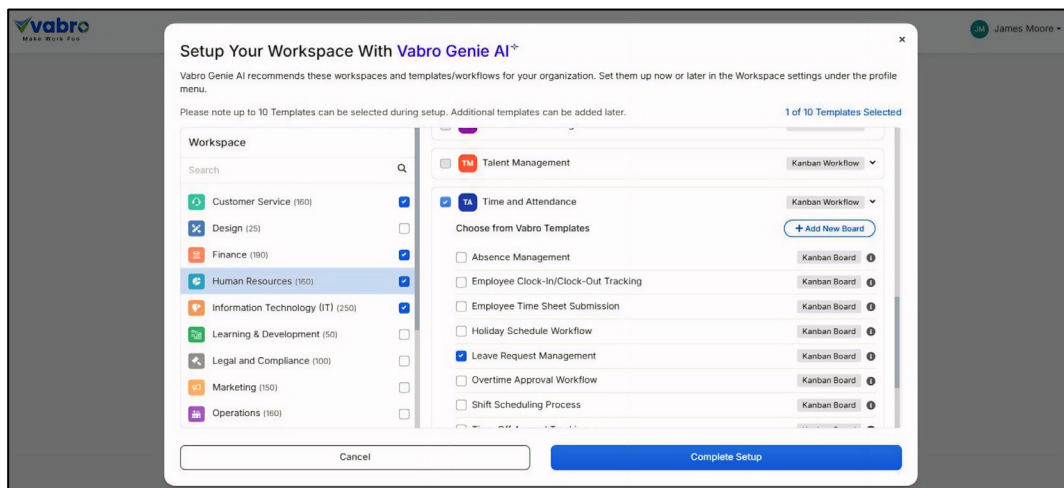 vabro
Make Work Fun
JM James Moore
Setup Your Workspace With Vabro Genie AI
Vabro Genie AI recommends these workspaces and templates/workflows for your organization. Set them up now or later in the Workspace settings under the profile
menu.
Please note up to 10 Templates can be selected during setup. Additional templates can be added later.
1 of 10 Templates Selected
Workspace
Search
Customer Service (160)
Design (25)
Finance (190)
Human Resources (160)
Information Technology (IT) (250)
Learning & Development (50)
Legal and Compliance (100)
Marketing (150)
Operations (160)
TM Talent Management Kanban Workflow
TA Time and Attendance Kanban Workflow
Choose from Vabro Templates + Add New Board
Absence Management Kanban Board
Employee Clock-In/Clock-Out Tracking Kanban Board
Employee Time Sheet Submission Kanban Board
Holiday Schedule Workflow Kanban Board
Leave Request Management Kanban Board
Overtime Approval Workflow Kanban Board
Shift Scheduling Process Kanban Board
Cancel
Complete Setup